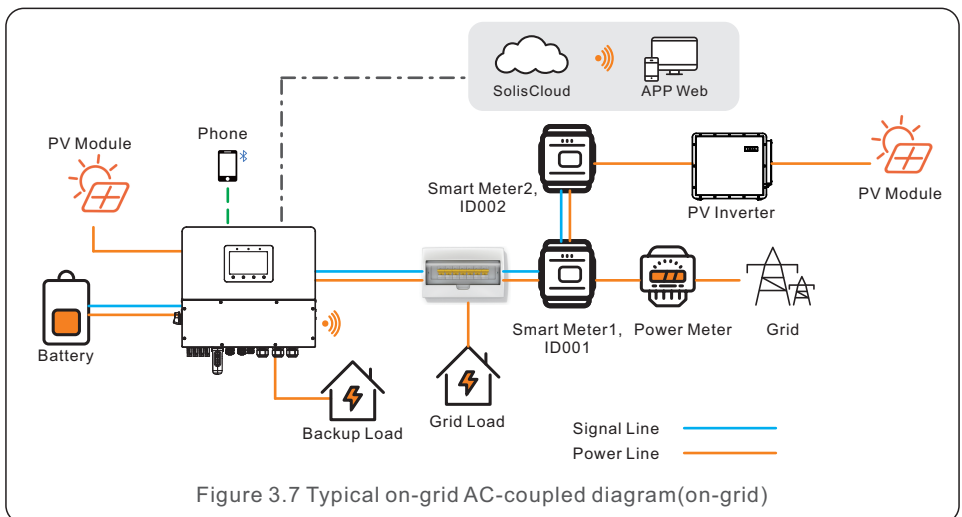 SolisCloud
APP Web
Phone
PV Module
Smart Meter2,
ID002
PV Inverter
PV Module
Battery
Smart Meter1,
ID001
Power Meter
Grid
Backup Load
Grid Load
Signal Line
Power Line
Figure 3.7 Typical on-grid AC-coupled diagram(on-grid)